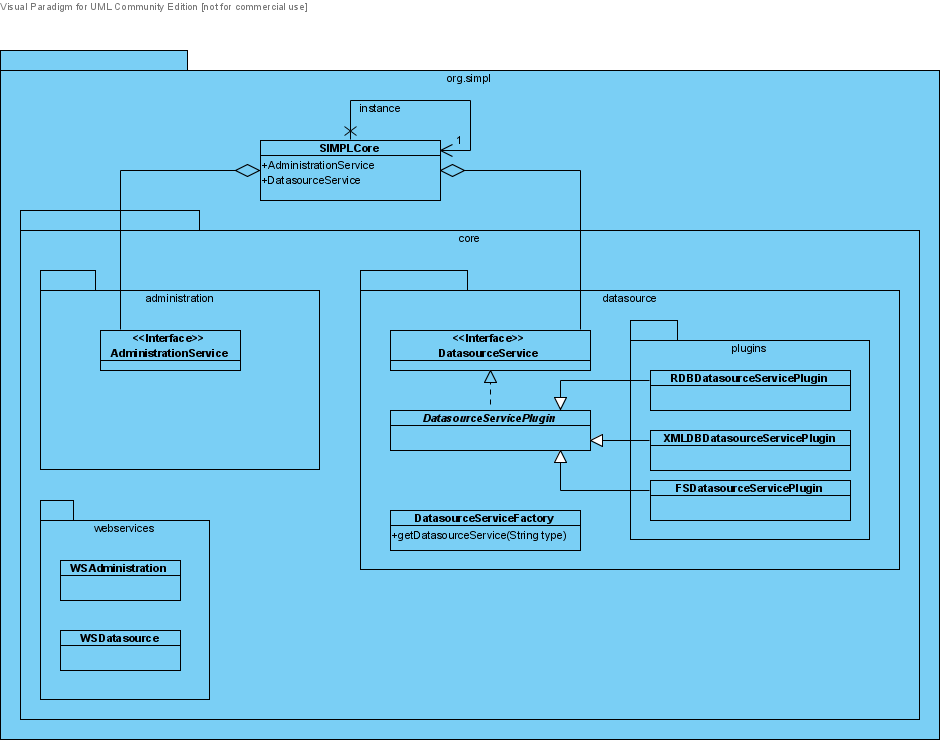 Visual Paradigm for UML Community Edition [not for commercial use]
org.simpl
instance
1
SIMPLCore
+AdministrationService
+DatasourceService
core
administration
<<Interface>>
AdministrationService
datasource
<<Interface>>
DatasourceService
DatasourceServicePlugin
plugins
RDBDatasourceServicePlugin
XMLDBDatasourceServicePlugin
FSDatasourceServicePlugin
DatasourceServiceFactory
+getDatasourceService(String type)
webservices
WSAdministration
WSDatasource